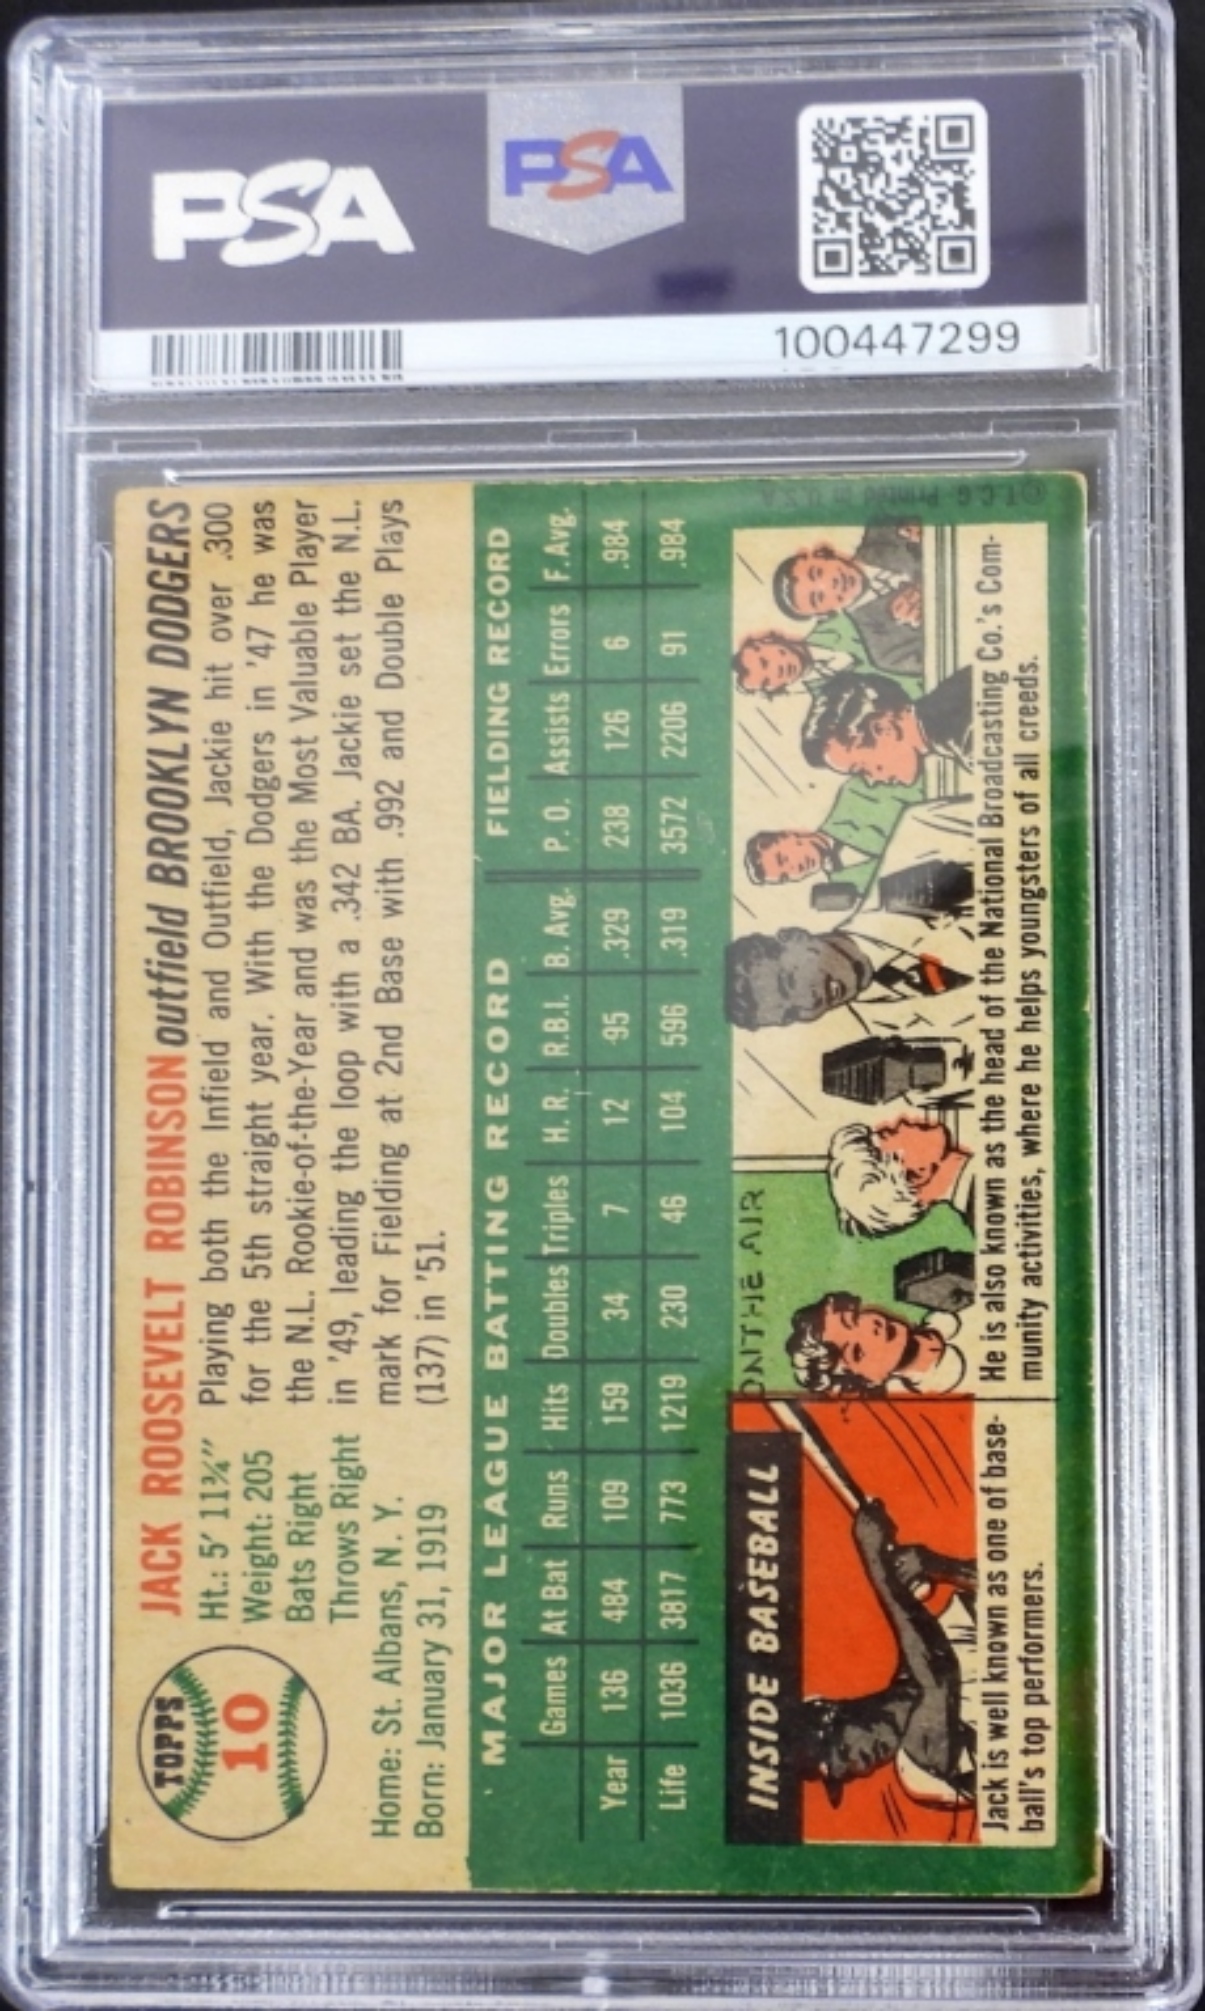 PSA
PSA
100447299
TOPPS
10
JACK ROOSEVELT ROBINSON outfield BROOKLYN DODGERS
Ht.: 5' 11¾"
Weight: 205
Bats Right
Throws Right
Home: St. Albans, N. Y.
Born: January 31, 1919
Playing both the Infield and Outfield, Jackie hit over .300
for the 5th straight year. With the Dodgers in '47 he was
the N.L. Rookie-of-the-Year and was the Most Valuable Player
in '49, leading the loop with a .342 BA. Jackie set the N.L.
mark for Fielding at 2nd Base with .992 and Double Plays
(137) in '51.
MAJOR LEAGUE BATTING RECORD FIELDING RECORD
Games At Bat Runs Hits Doubles Triples H. R. R.B.I. B. Avg. P. O. Assists Errors F. Avg.
Year 136 484 109 159 34 7 12 95 .329 238 126 6 .984
Life 1036 3817 773 1219 230 46 104 596 .319 3572 2206 91 .984
INSIDE BASEBALL
ON THE AIR
Jack is well known as one of base-
ball's top performers.
He is also known as the head of the National Broadcasting Co.'s Com-
munity activities, where he helps youngsters of all creeds.
©T.C.G. Printed in U.S.A.